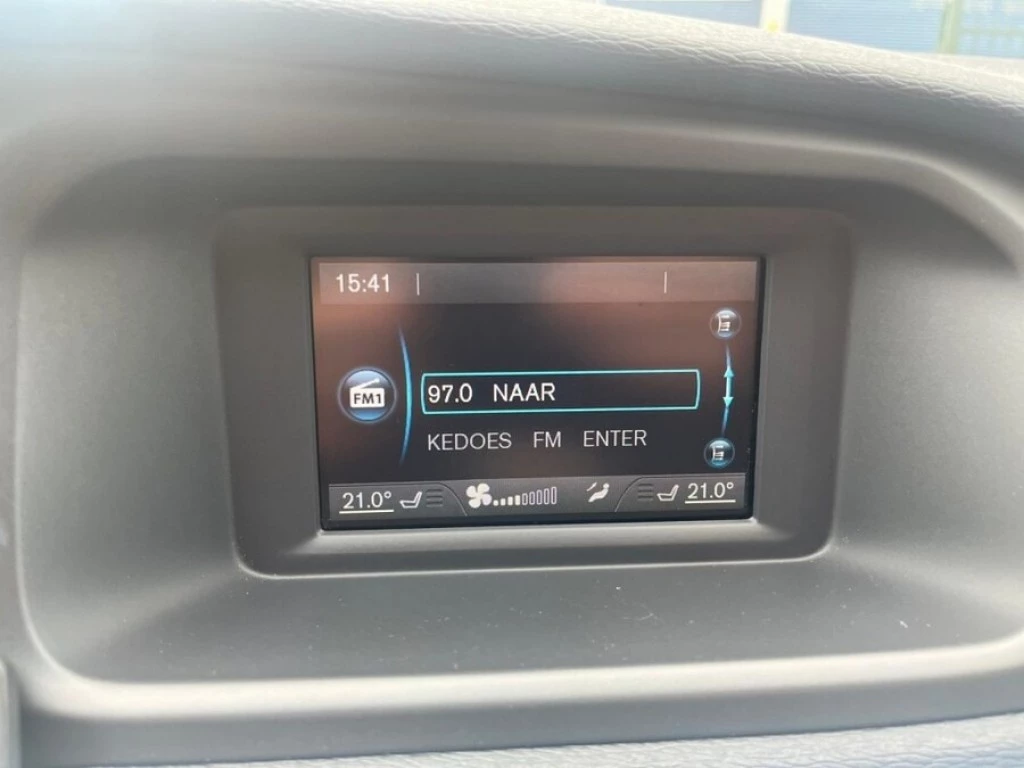 15:41
FM1
97.0 NAAR
KEDOES FM ENTER
21.0° 21.0°